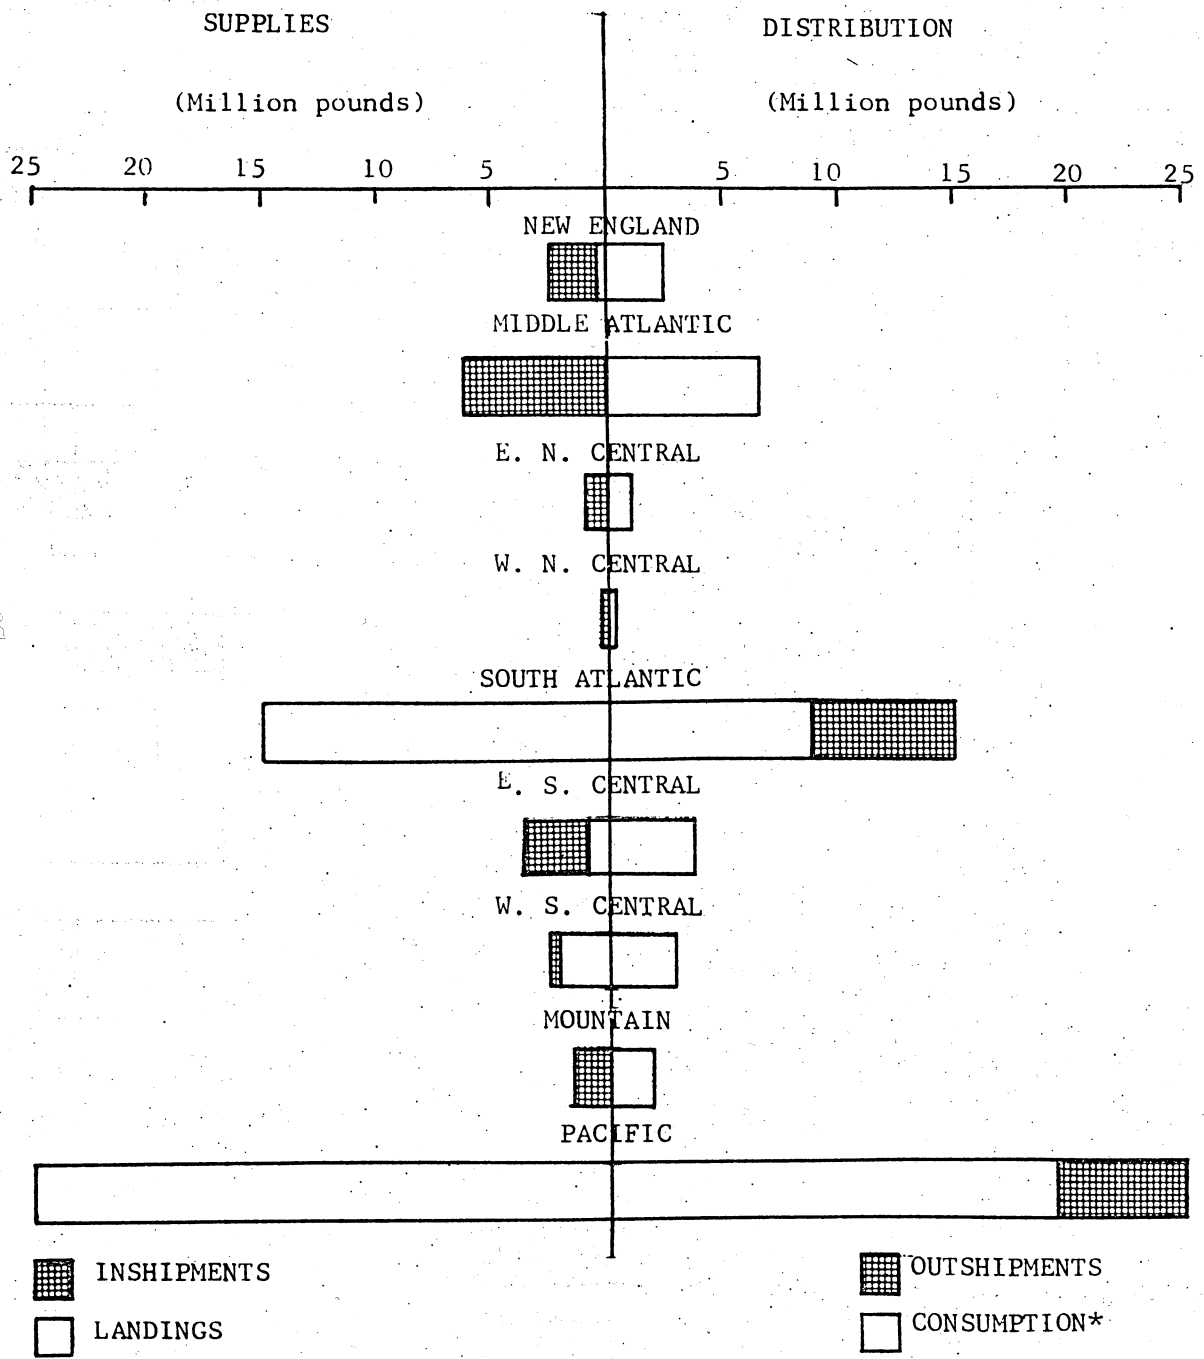 SUPPLIES
DISTRIBUTION
(Million pounds)
(Million pounds)
25 20 15 10 5 5 10 15 20 25
NEW ENGLAND
MIDDLE ATLANTIC
E. N. CENTRAL
W. N. CENTRAL
SOUTH ATLANTIC
E. S. CENTRAL
W. S. CENTRAL
MOUNTAIN
PACIFIC
INSHIPMENTS
OUTSHIPMENTS
LANDINGS
CONSUMPTION*